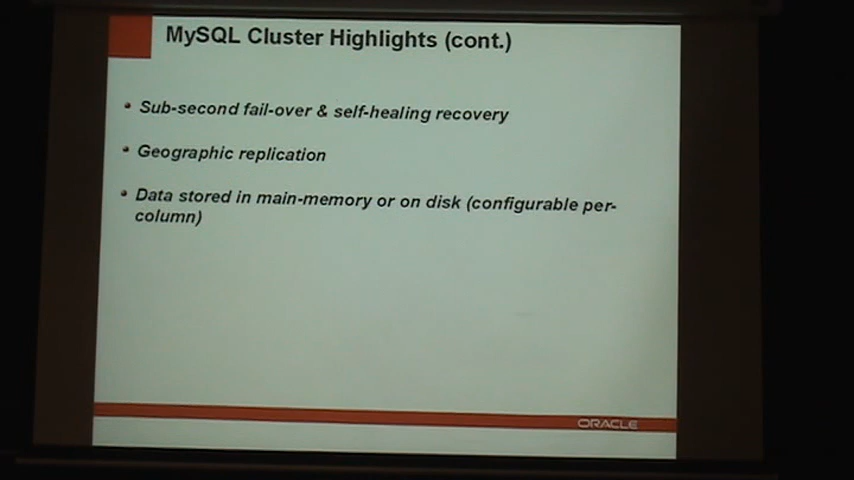 MySQL Cluster Highlights (cont.)
Sub-second fail-over & self-healing recovery
Geographic replication
Data stored in main-memory or on disk (configurable per-
column)
ORACLE